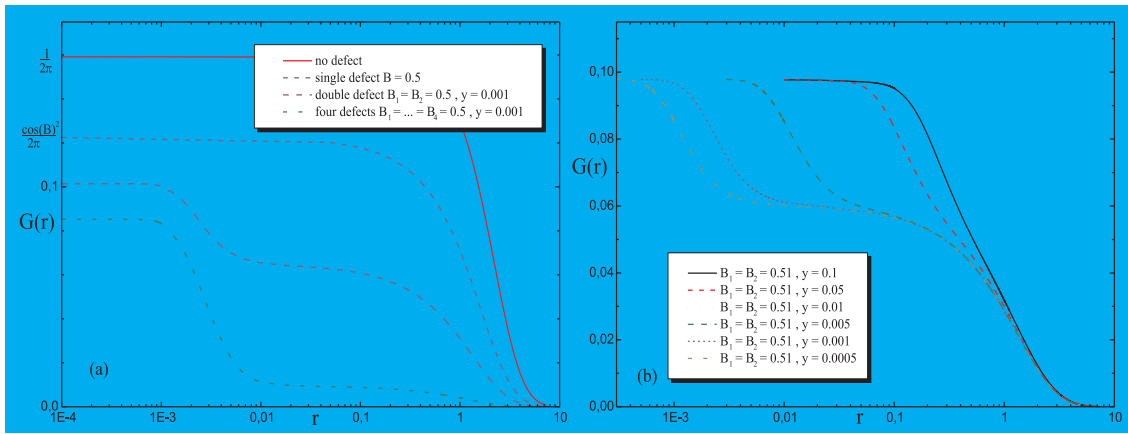 1
2π
cos(B)²
2π
0,1
G(r)
0,0
no defect
single defect B = 0.5
double defect B₁ = B₂ = 0.5 , y = 0.001
four defects B₁ = ... = B₄ = 0.5 , y = 0.001
(a)
1E-4 1E-3 0,01 0,1 1 10
r
0,10
0,08
G(r)
0,06
0,04
0,02
0,00
B₁ = B₂ = 0.51 , y = 0.1
B₁ = B₂ = 0.51 , y = 0.05
B₁ = B₂ = 0.51 , y = 0.01
B₁ = B₂ = 0.51 , y = 0.005
B₁ = B₂ = 0.51 , y = 0.001
B₁ = B₂ = 0.51 , y = 0.0005
(b)
1E-3 0,01 0,1 1 10
r